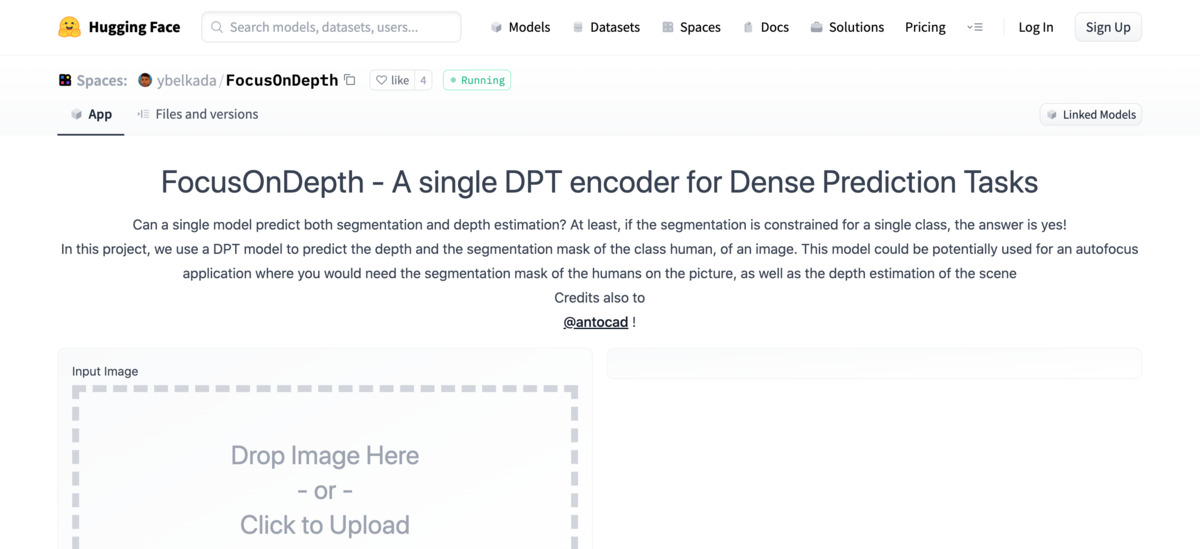 Hugging Face Search models, datasets, users... Models Datasets Spaces Docs Solutions Pricing Log In Sign Up
Spaces: ybelkada/FocusOnDepth like 4 Running
App Files and versions Linked Models
FocusOnDepth - A single DPT encoder for Dense Prediction Tasks
Can a single model predict both segmentation and depth estimation? At least, if the segmentation is constrained for a single class, the answer is yes!
In this project, we use a DPT model to predict the depth and the segmentation mask of the class human, of an image. This model could be potentially used for an autofocus
application where you would need the segmentation mask of the humans on the picture, as well as the depth estimation of the scene
Credits also to
@antocad !
Input Image
Drop Image Here
- or -
Click to Upload